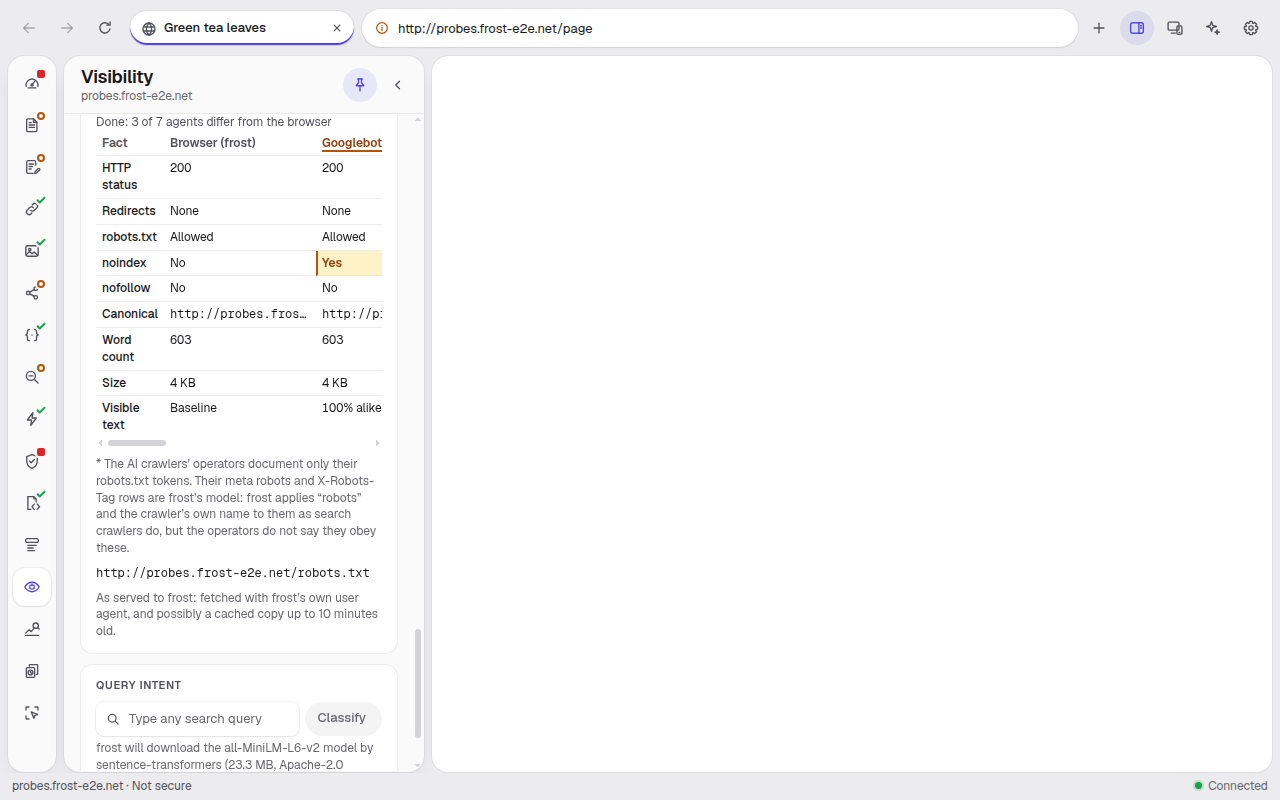 Green tea leaves
http://probes.frost-e2e.net/page
Visibility
probes.frost-e2e.net
Done: 3 of 7 agents differ from the browser
Fact Browser (frost) Googlebot
HTTP status 200 200
Redirects None None
robots.txt Allowed Allowed
noindex No Yes
nofollow No No
Canonical http://probes.fros…
Word count 603 603
Size 4 KB 4 KB
Visible text Baseline 100% alike
* The AI crawlers’ operators document only their
robots.txt tokens. Their meta robots and X-Robots-
Tag rows are frost’s model: frost applies “robots”
and the crawler’s own name to them as search
crawlers do, but the operators do not say they obey
these.
http://probes.frost-e2e.net/robots.txt
As served to frost: fetched with frost’s own user
agent, and possibly a cached copy up to 10 minutes
old.
QUERY INTENT
Type any search query Classify
frost will download the all-MiniLM-L6-v2 model by
sentence-transformers (23.3 MB, Apache-2.0
probes.frost-e2e.net · Not secure
Connected